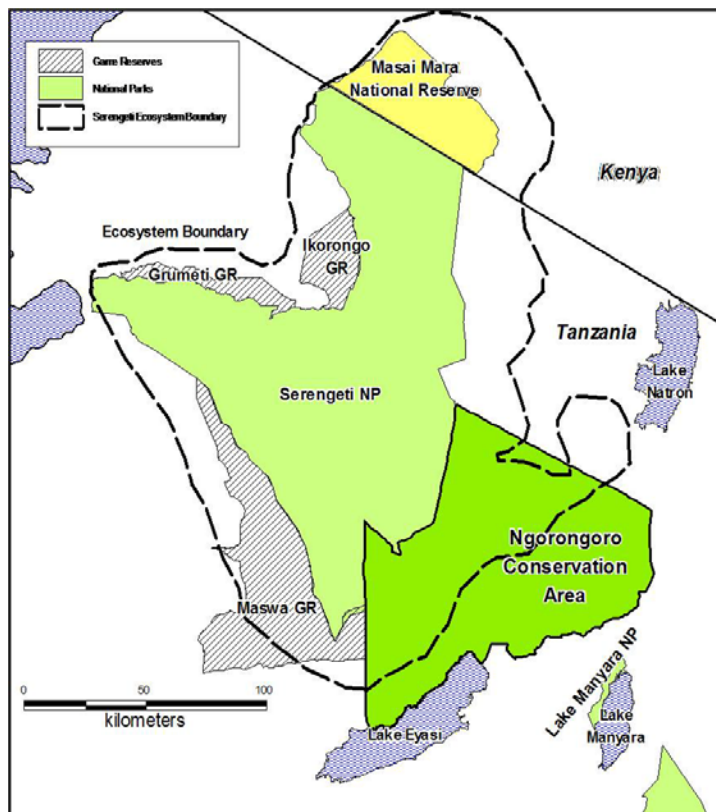 Game Reserves
National Parks
Serengeti Ecosystem Boundary
Masai Mara
National Reserve
Kenya
Ecosystem Boundary
Ikorongo
GR
Grumeti GR
Tanzania
Lake
Natron
Serengeti NP
Ngorongoro
Conservation
Area
Maswa GR
Lake Manyara NP
0 50 100
kilometers
Lake
Manyara
Lake Eyasi